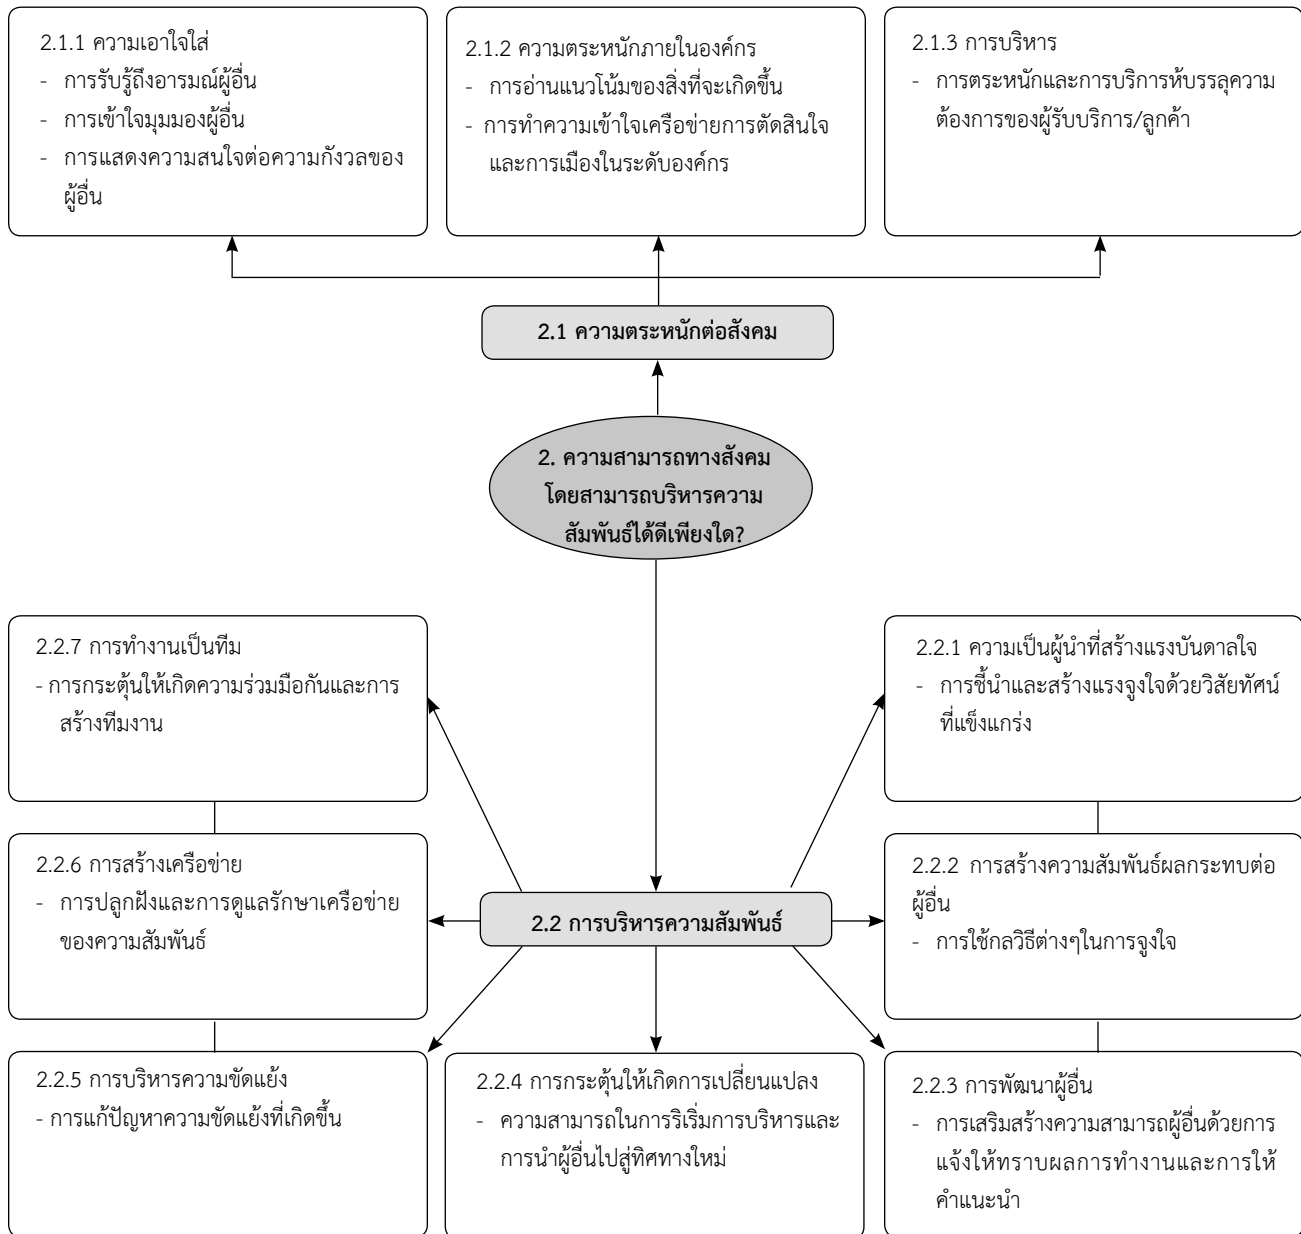 2.1.1 ความเอาใจใส่
- การรับรู้ถึงอารมณ์ผู้อื่น
- การเข้าใจมุมมองผู้อื่น
- การแสดงความสนใจต่อความกังวลของ
ผู้อื่น
2.1.2 ความตระหนักภายในองค์กร
- การอ่านแนวโน้มของสิ่งที่จะเกิดขึ้น
- การทำความเข้าใจเครือข่ายการตัดสินใจ
และการเมืองในระดับองค์กร
2.1.3 การบริหาร
- การตระหนักและการบริการห้บรรลุความ
ต้องการของผู้รับบริการ/ลูกค้า
2.1 ความตระหนักต่อสังคม
2. ความสามารถทางสังคม
โดยสามารถบริหารความ
สัมพันธ์ได้ดีเพียงใด?
2.2.7 การทำงานเป็นทีม
- การกระตุ้นให้เกิดความร่วมมือกันและการ
สร้างทีมงาน
2.2.1 ความเป็นผู้นำที่สร้างแรงบันดาลใจ
- การชี้นำและสร้างแรงจูงใจด้วยวิสัยทัศน์
ที่แข็งแกร่ง
2.2.6 การสร้างเครือข่าย
- การปลูกฝังและการดูแลรักษาเครือข่าย
ของความสัมพันธ์
2.2 การบริหารความสัมพันธ์
2.2.2 การสร้างความสัมพันธ์ผลกระทบต่อ
ผู้อื่น
- การใช้กลวิธีต่างๆในการจูงใจ
2.2.5 การบริหารความขัดแย้ง
- การแก้ปัญหาความขัดแย้งที่เกิดขึ้น
2.2.4 การกระตุ้นให้เกิดการเปลี่ยนแปลง
- ความสามารถในการริเริ่มการบริหารและ
การนำผู้อื่นไปสู่ทิศทางใหม่
2.2.3 การพัฒนาผู้อื่น
- การเสริมสร้างความสามารถผู้อื่นด้วยการ
แจ้งให้ทราบผลการทำงานและการให้
คำแนะนำ